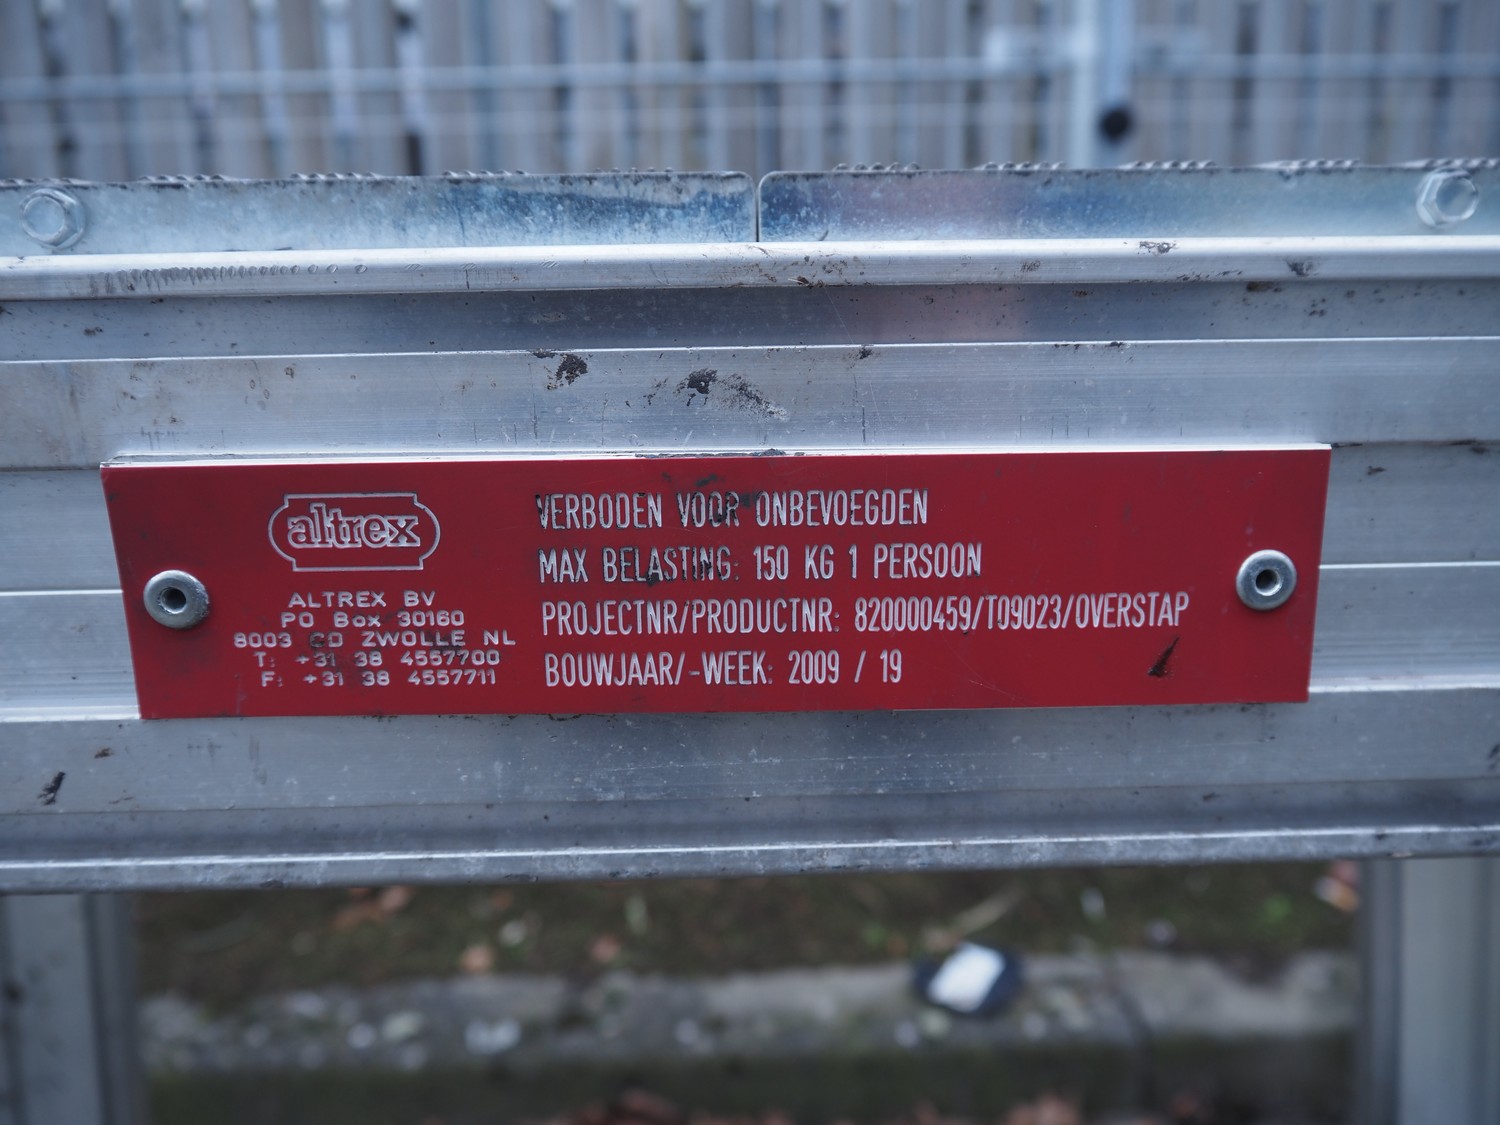 altrex
ALTREX BV
PO Box 30160
8003 CD ZWOLLE NL
T: +31 38 4557700
F: +31 38 4557711
VERBODEN VOOR ONBEVOEGDEN
MAX BELASTING: 150 KG 1 PERSOON
PROJECTNR/PRODUCTNR: 820000459/T09023/OVERSTAP
BOUWJAAR/-WEEK: 2009 / 19